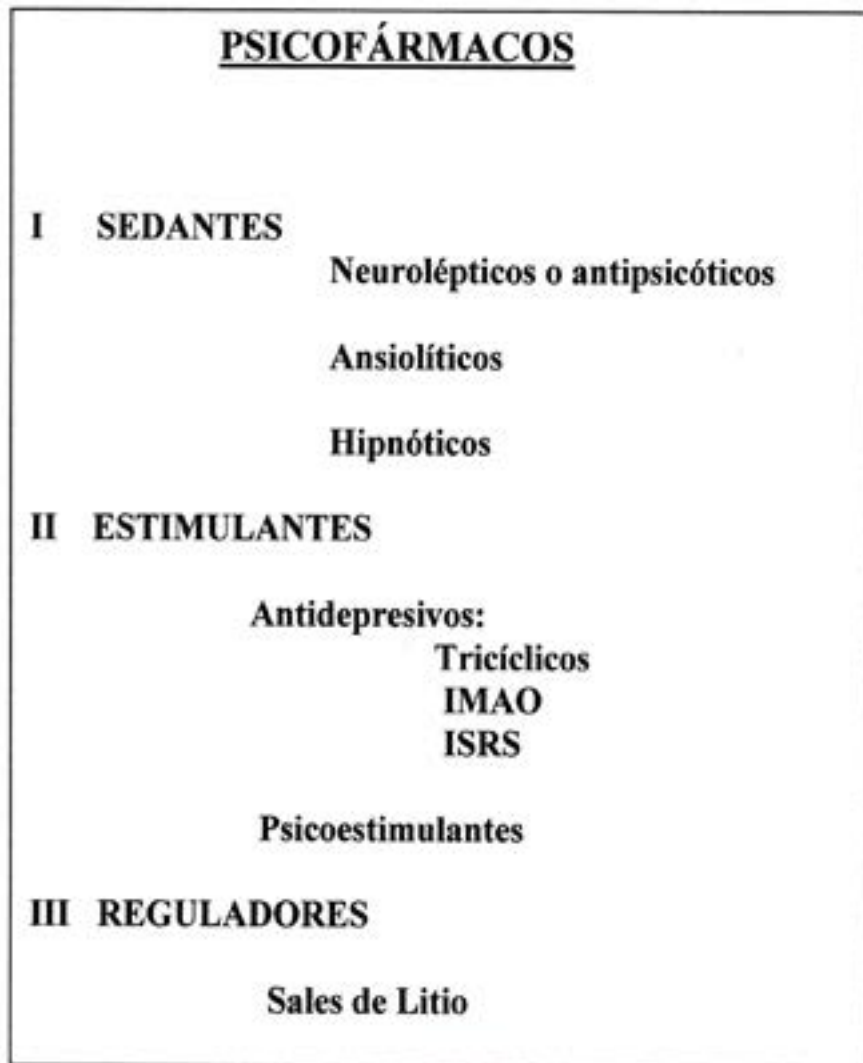 PSICOFÁRMACOS
I SEDANTES
Neurolépticos o antipsicóticos
Ansiolíticos
Hipnóticos
II ESTIMULANTES
Antidepresivos:
Tricíclicos
IMAO
ISRS
Psicoestimulantes
III REGULADORES
Sales de Litio